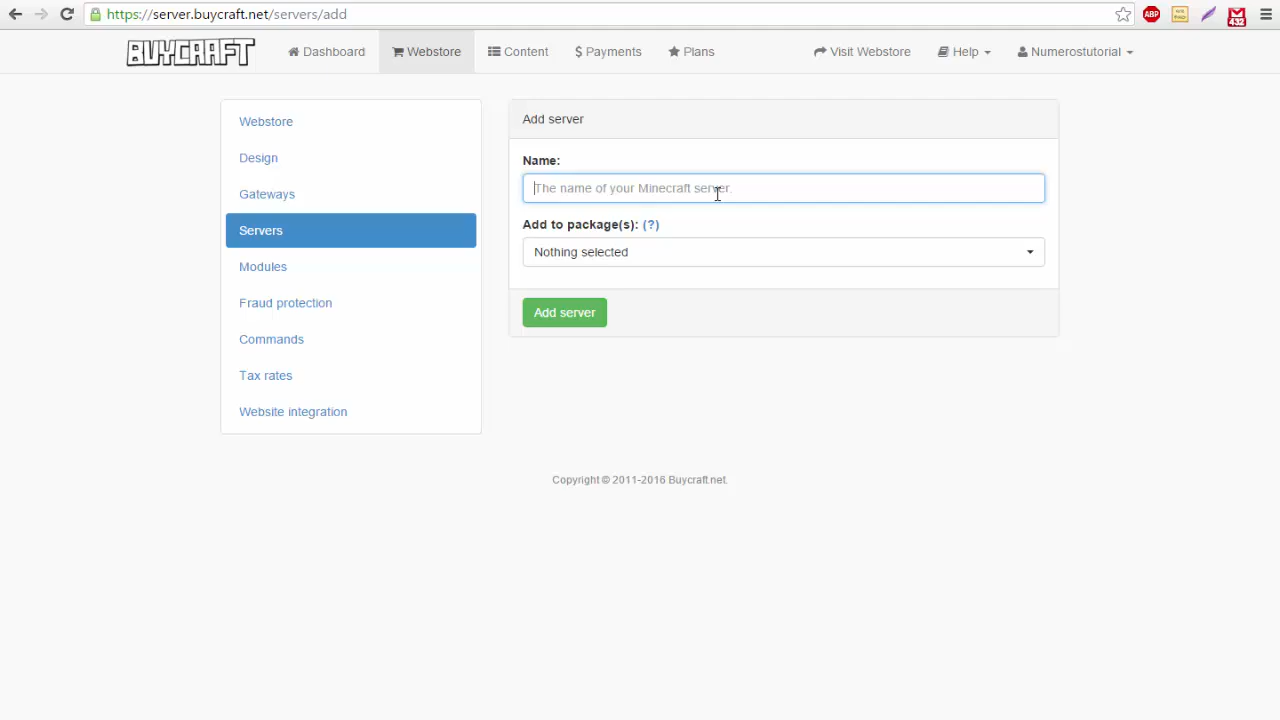 https://server.buycraft.net/servers/add
ABP
432
BUYCRAFT
Dashboard
Webstore
Content
$ Payments
Plans
Visit Webstore
Help
Numerostutorial
Webstore
Design
Gateways
Servers
Modules
Fraud protection
Commands
Tax rates
Website integration
Add server
Name:
The name of your Minecraft server.
Add to package(s): (?)
Nothing selected
Add server
Copyright © 2011-2016 Buycraft.net.